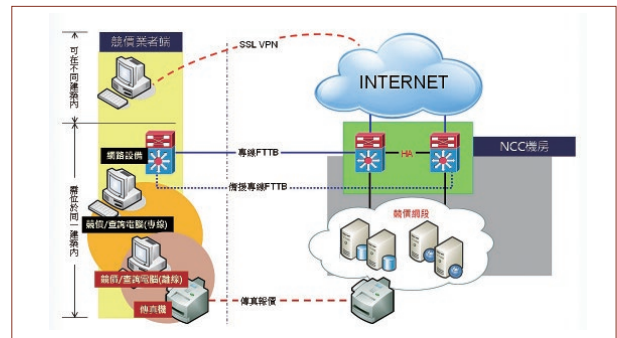 競價業者端
可在不同建築內
SSL VPN
INTERNET
NCC機房
網路設備
專線FTTB
HA
備援專線FTTB
需位於同一建築內
競價/查詢電腦(專線)
競價網段
競價/查詢電腦(離線)
傳真機
傳真報價